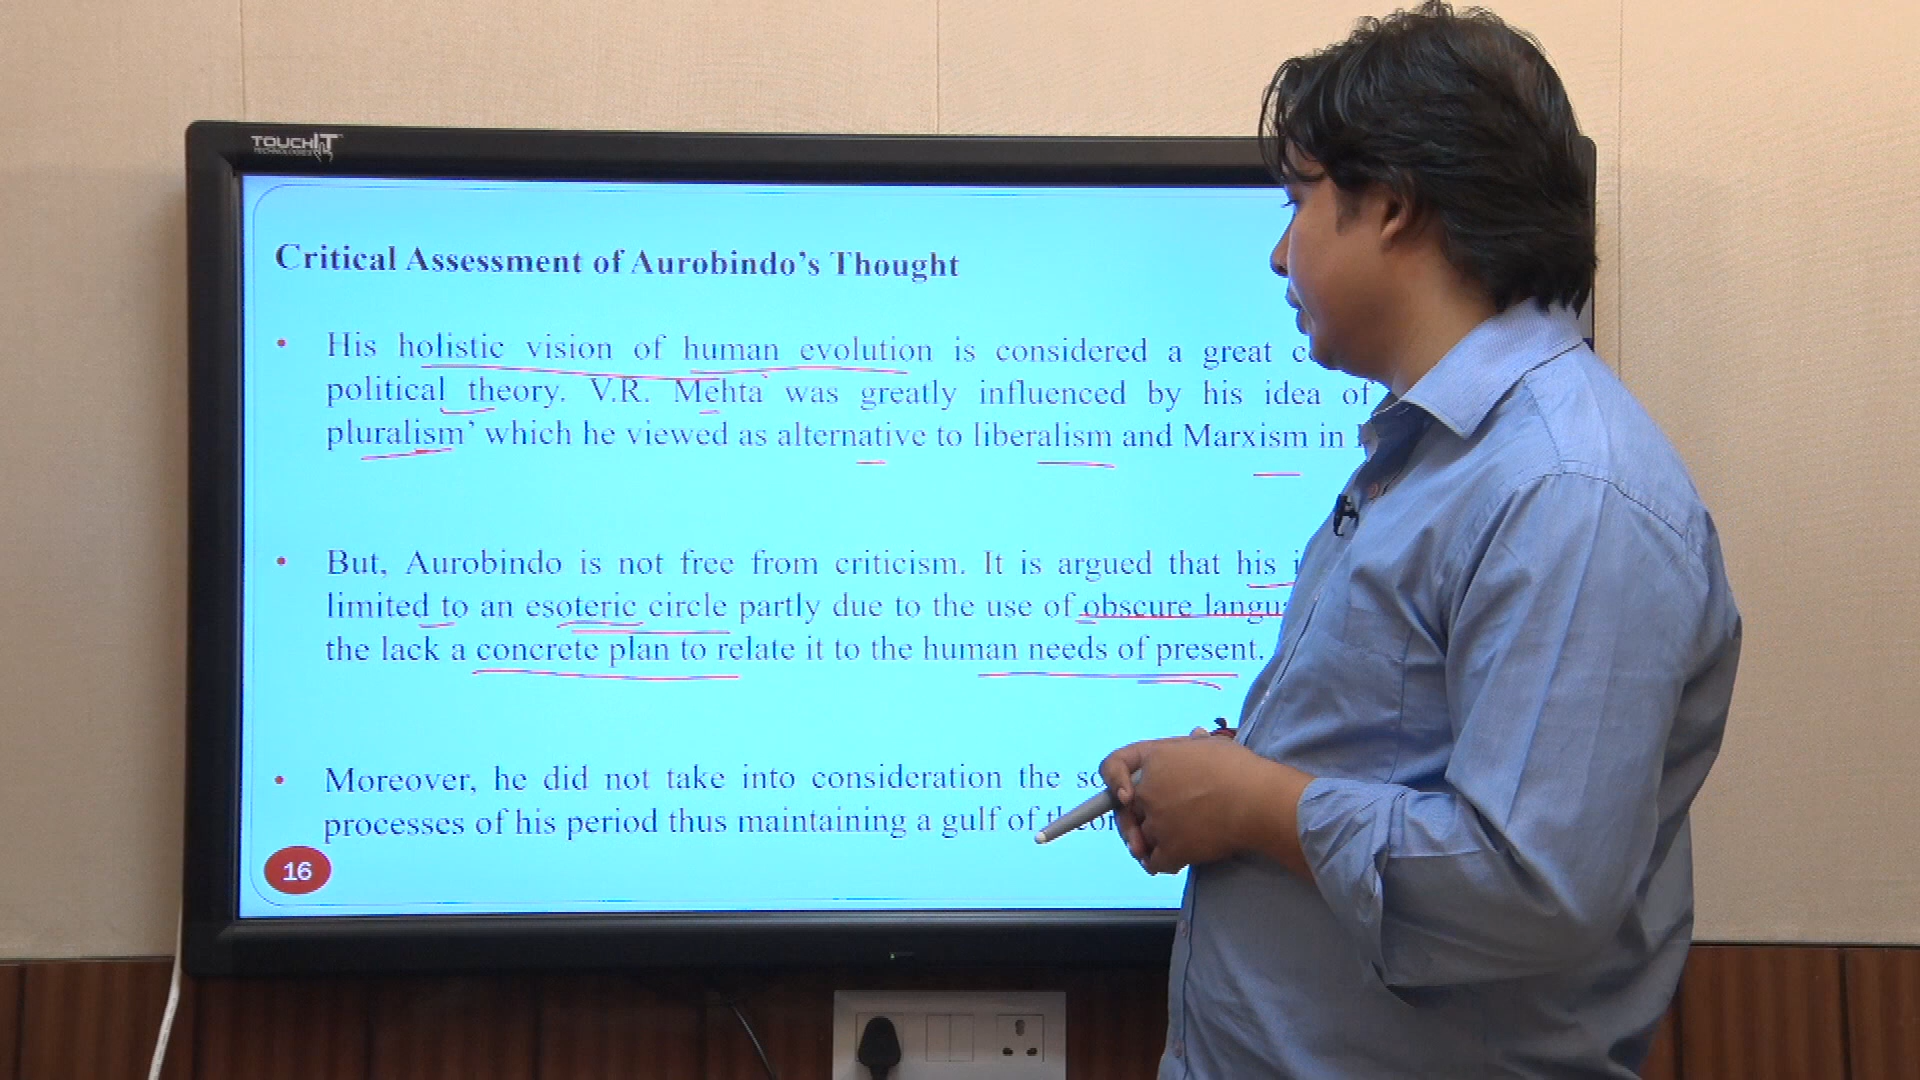 TOUCHIT
TECHNOLOGIES
Critical Assessment of Aurobindo's Thought
• His holistic vision of human evolution is considered a great
political theory. V.R. Mehta was greatly influenced by his idea of
pluralism' which he viewed as alternative to liberalism and Marxism in
• But, Aurobindo is not free from criticism. It is argued that his
limited to an esoteric circle partly due to the use of obscure
the lack a concrete plan to relate it to the human needs of present.
• Moreover, he did not take into consideration the
processes of his period thus maintaining a gulf of
16